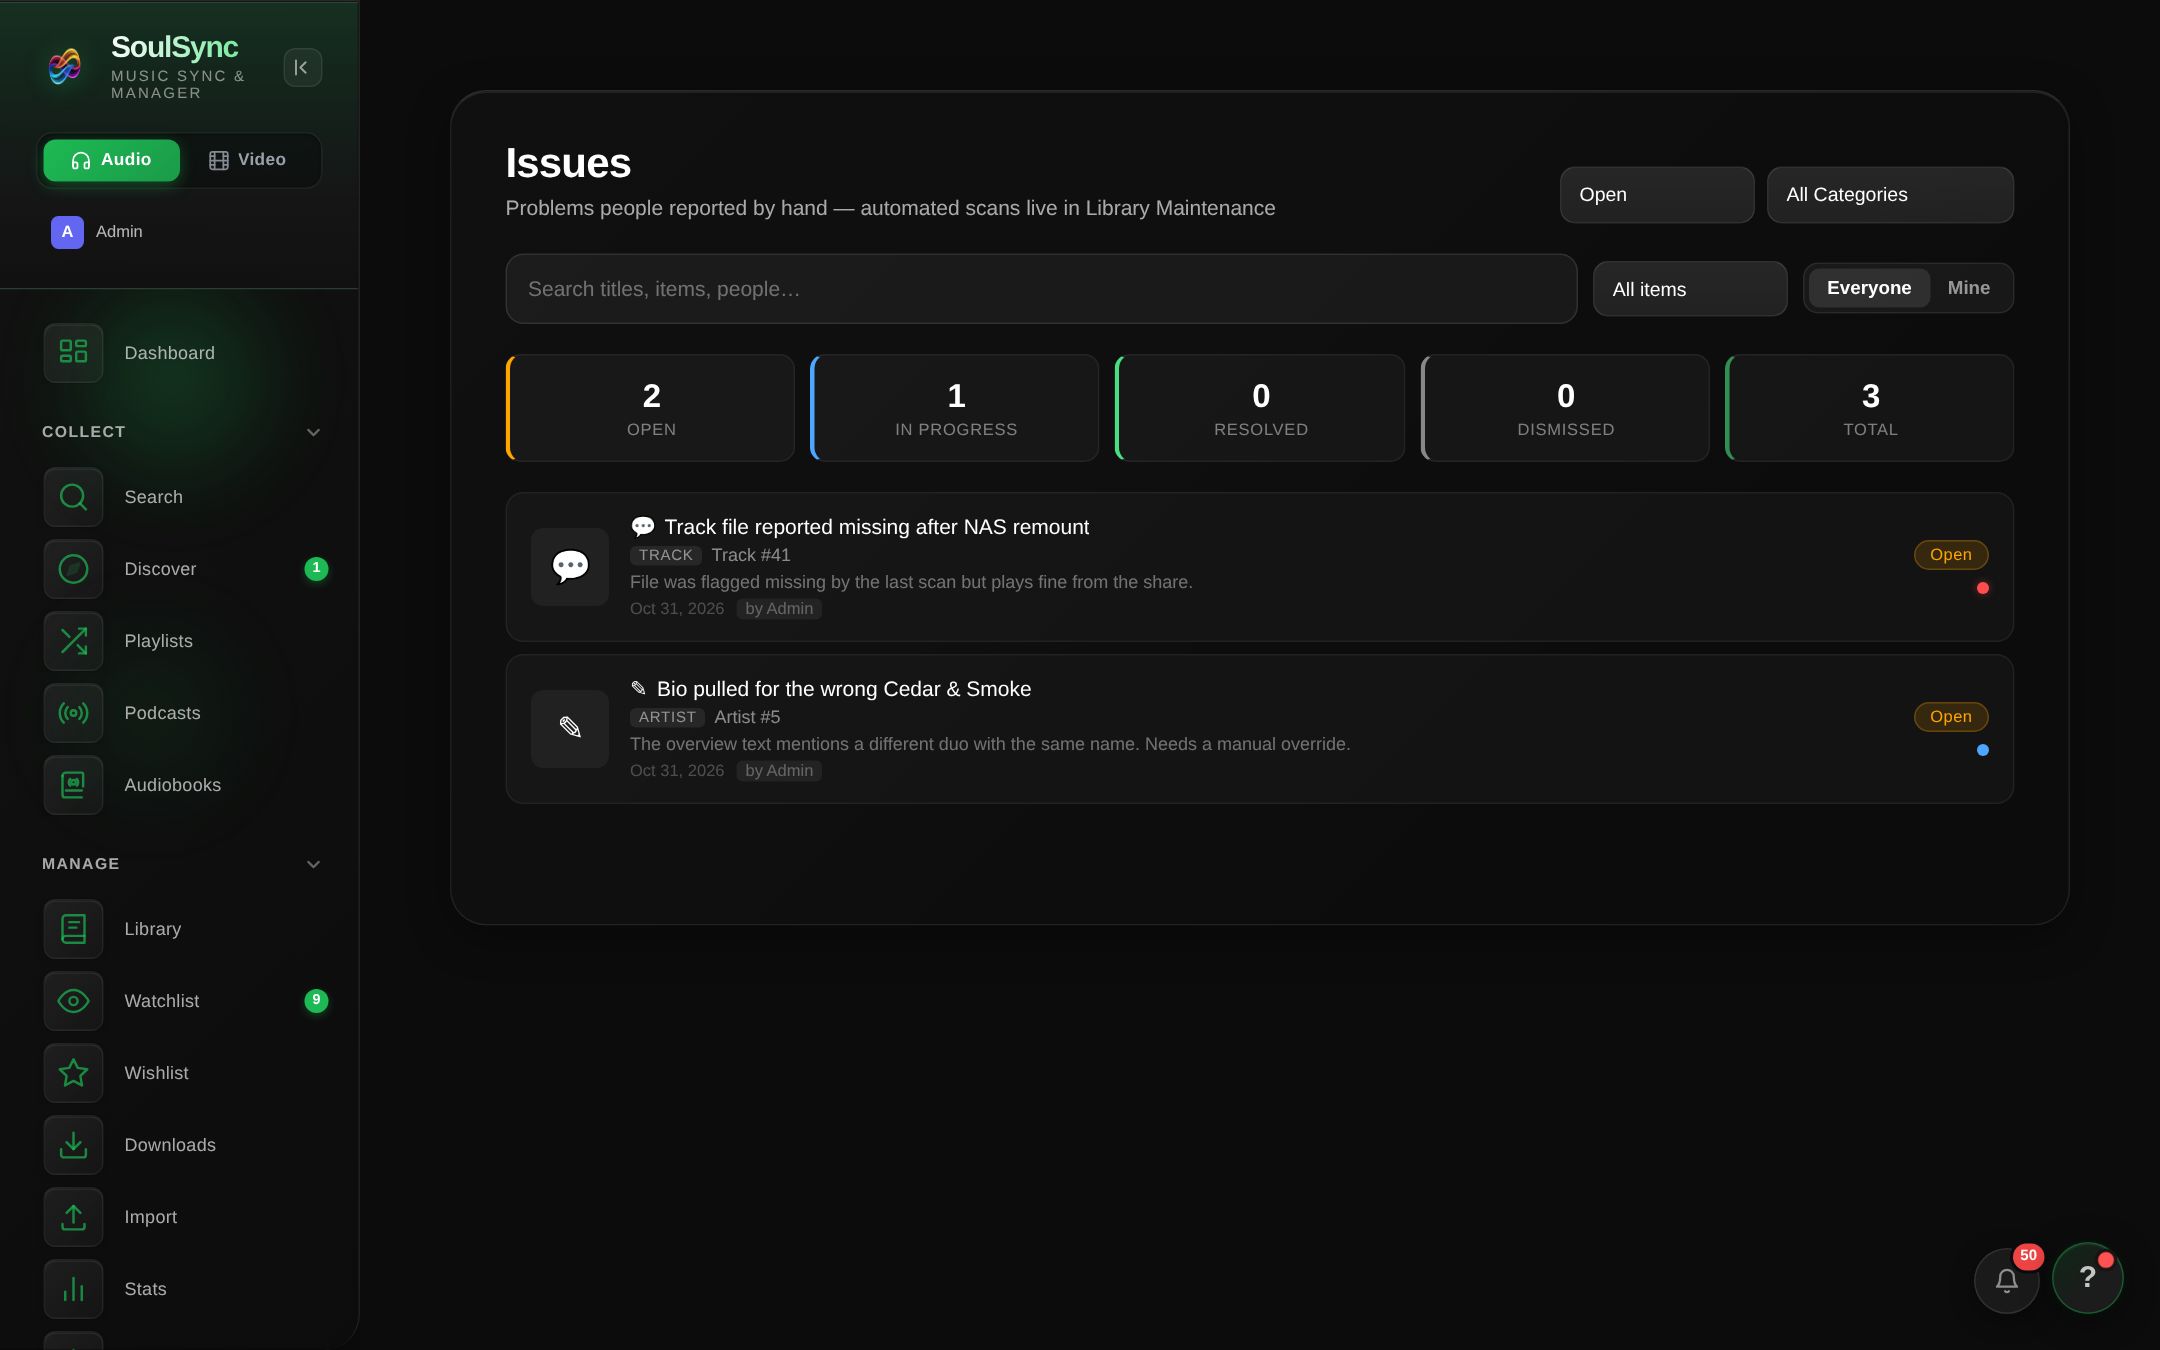 SoulSync
MUSIC SYNC &
MANAGER
Audio
Video
A
Admin
Dashboard
COLLECT
Search
Discover
1
Playlists
Podcasts
Audiobooks
MANAGE
Library
Watchlist
9
Wishlist
Downloads
Import
Stats
Issues
Problems people reported by hand — automated scans live in Library Maintenance
Open
All Categories
Search titles, items, people…
All items
Everyone
Mine
2
OPEN
1
IN PROGRESS
0
RESOLVED
0
DISMISSED
3
TOTAL
💬 Track file reported missing after NAS remount
TRACK Track #41
File was flagged missing by the last scan but plays fine from the share.
Oct 31, 2026 by Admin
Open
✎ Bio pulled for the wrong Cedar & Smoke
ARTIST Artist #5
The overview text mentions a different duo with the same name. Needs a manual override.
Oct 31, 2026 by Admin
Open
50
?